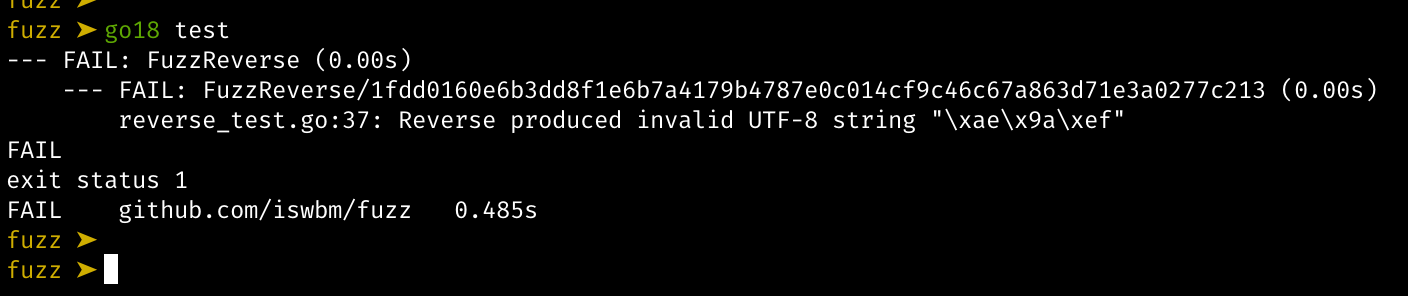 fuzz ➤
fuzz ➤ go18 test
--- FAIL: FuzzReverse (0.00s)
    --- FAIL: FuzzReverse/1fdd0160e6b3dd8f1e6b7a4179b4787e0c014cf9c46c67a863d71e3a0277c213 (0.00s)
        reverse_test.go:37: Reverse produced invalid UTF-8 string "\xae\x9a\xef"
FAIL
exit status 1
FAIL    github.com/iswbm/fuzz   0.485s
fuzz ➤
fuzz ➤